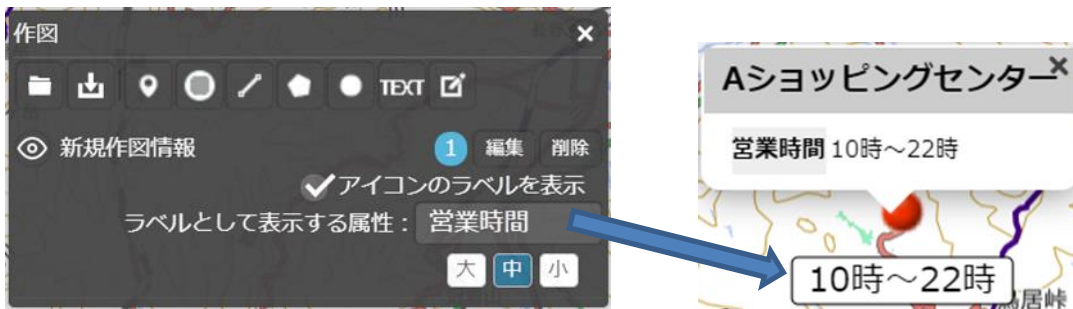 作図
TEXT
新規作図情報 1 編集 削除
アイコンのラベルを表示
ラベルとして表示する属性： 営業時間
大 中 小
Aショッピングセンター
営業時間 10時～22時
10時～22時
鳥居峠